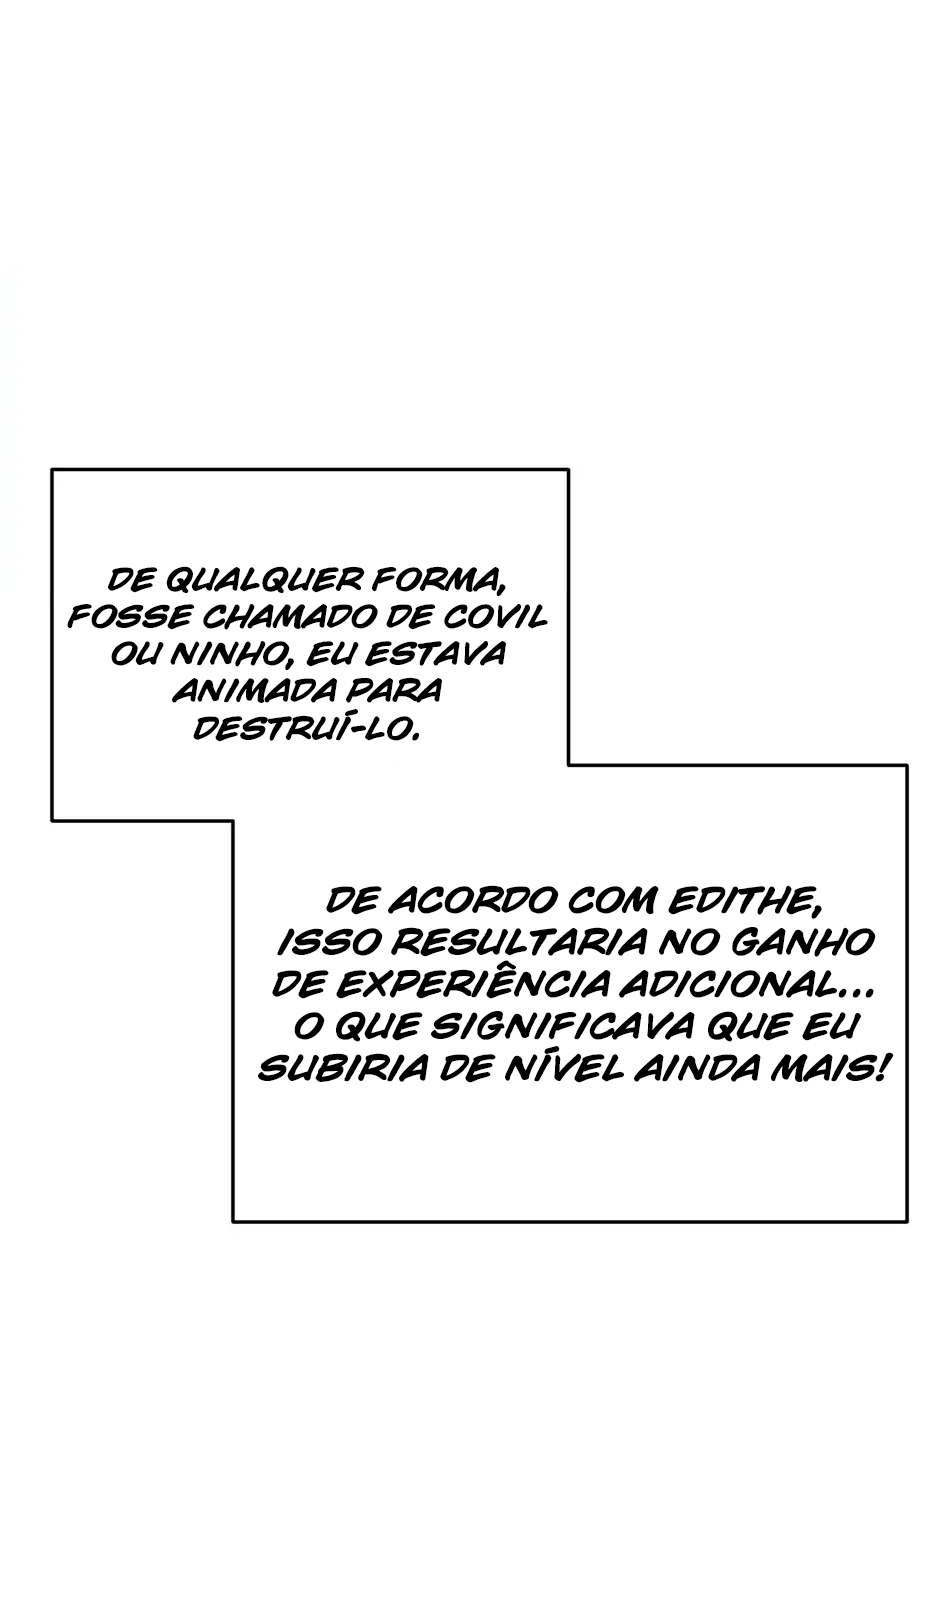 DE QUALQUER FORMA,
FOSSE CHAMADO DE COVIL
OU NINHO, EU ESTAVA
ANIMADA PARA
DESTRUÍ-LO.
DE ACORDO COM EDITHE,
ISSO RESULTARIA NO GANHO
DE EXPERIÊNCIA ADICIONAL...
O QUE SIGNIFICAVA QUE EU
SUBIRIA DE NÍVEL AINDA MAIS!